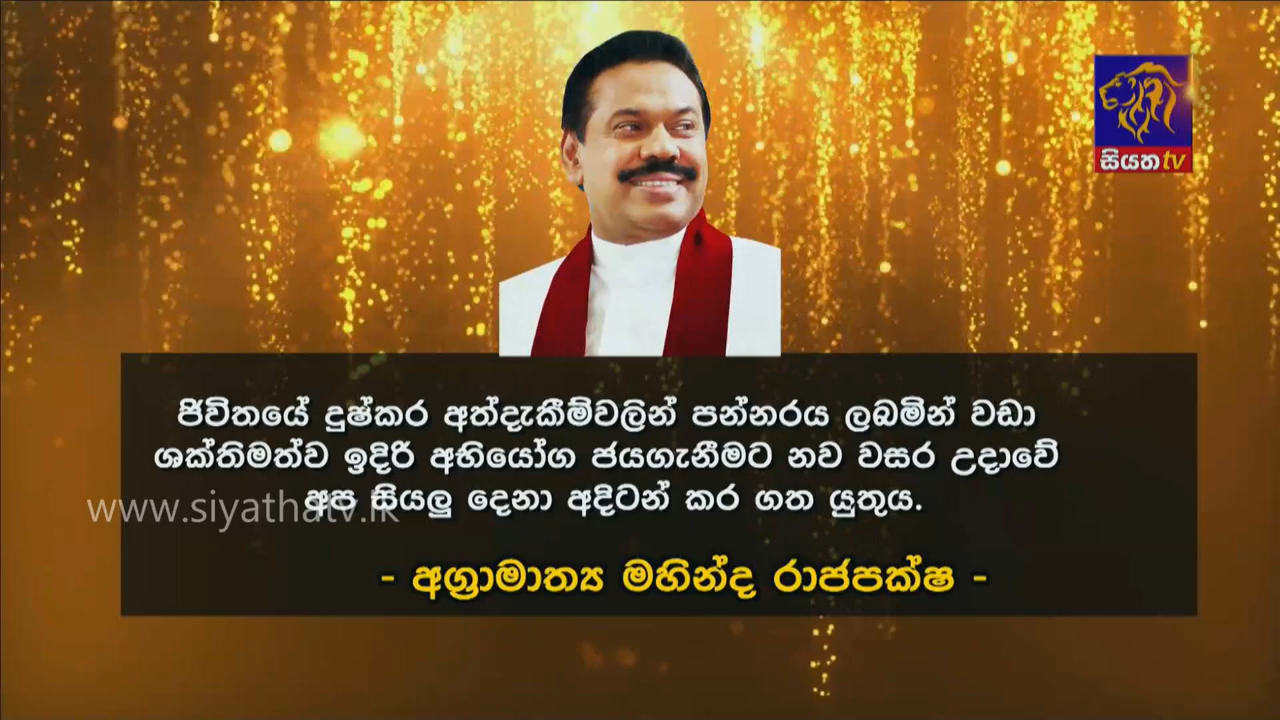 සියත tv
ජීවිතයේ දුෂ්කර අත්දැකීම්වලින් පන්නරය ලබමින් වඩා
ශක්තිමත්ව ඉදිරි අභියෝග ජයගැනීමට නව වසර උදාවේ
අප සියලු දෙනා අදිටන් කර ගත යුතුය.
www.siyathatv.lk
- අග්‍රාමාත්‍ය මහින්ද රාජපක්ෂ -